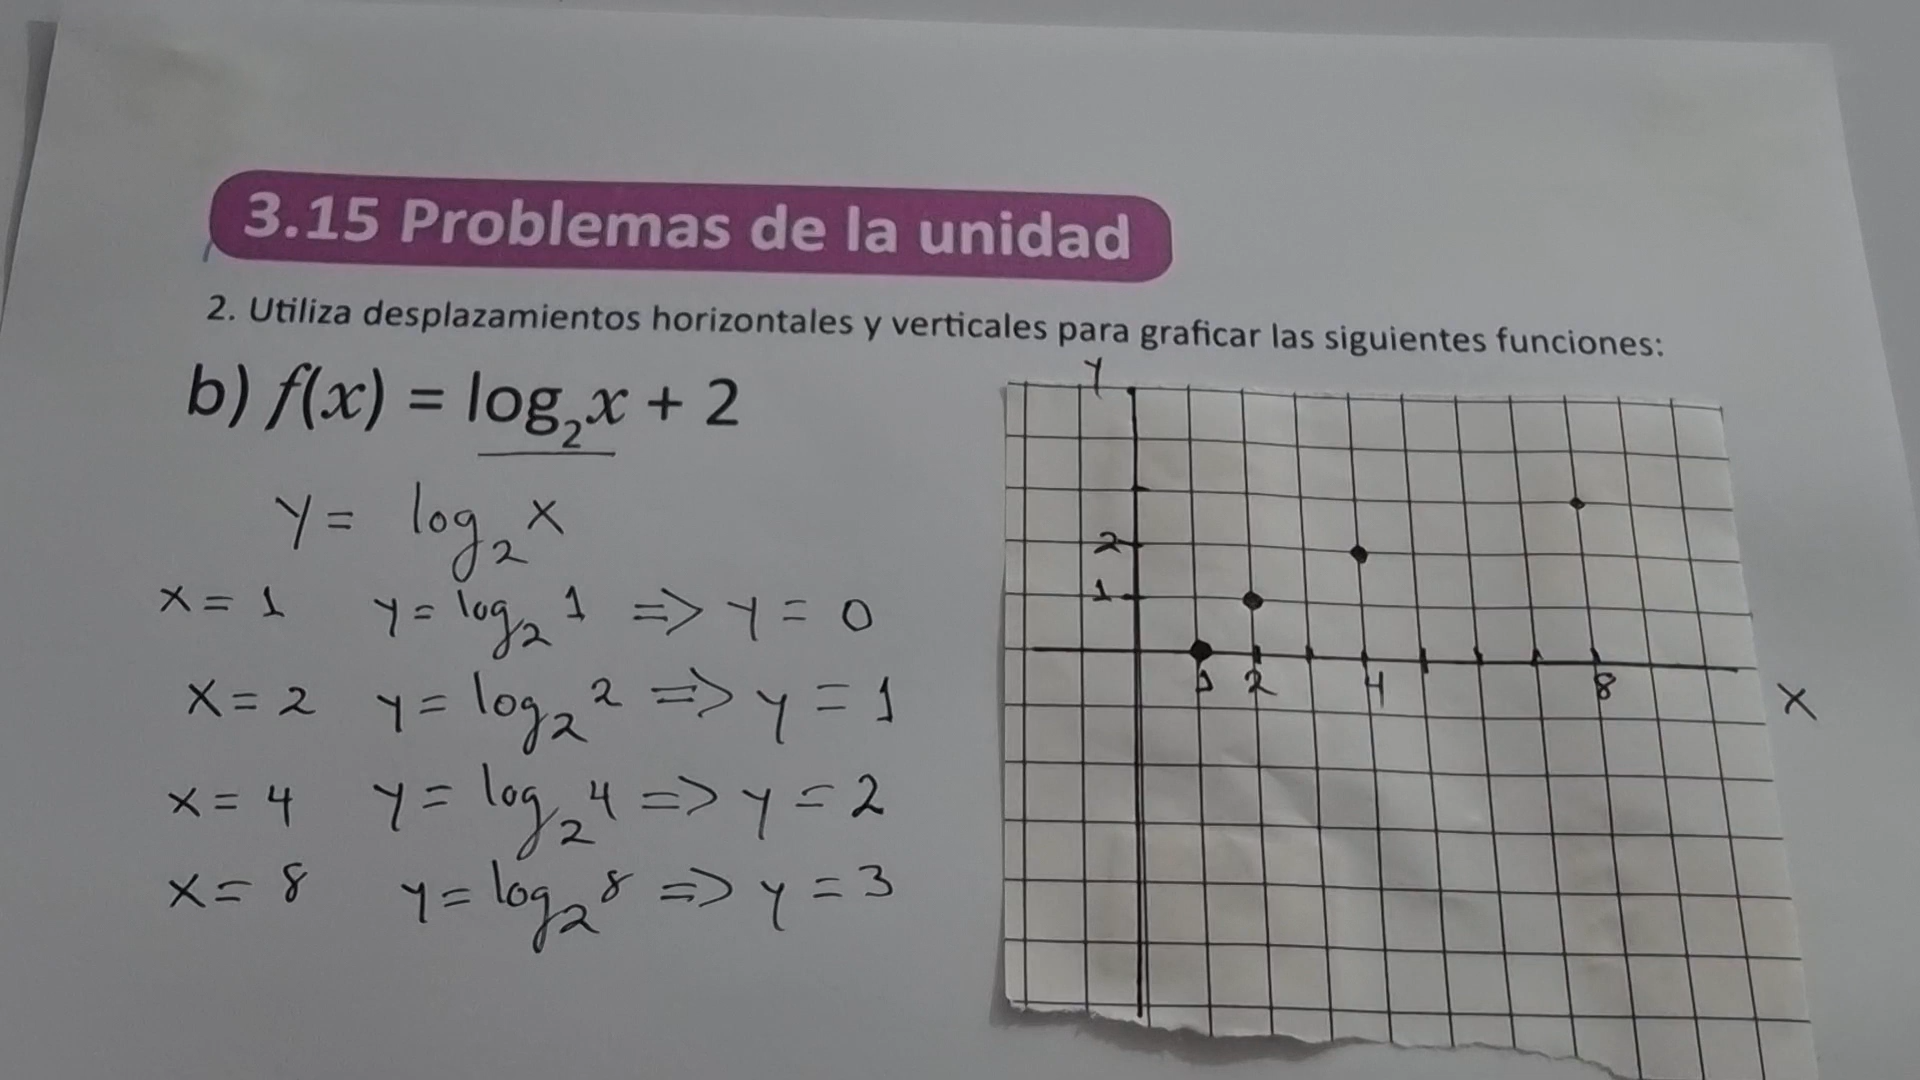 3.15 Problemas de la unidad
2. Utiliza desplazamientos horizontales y verticales para graficar las siguientes funciones:
b) f(x) = log₂x + 2
y = log₂ x
x = 1 y = log₂ 1 => y = 0
x = 2 y = log₂ 2 => y = 1
x = 4 y = log₂ 4 => y = 2
x = 8 y = log₂ 8 => y = 3
Y
2
1
1 2 4 8
X